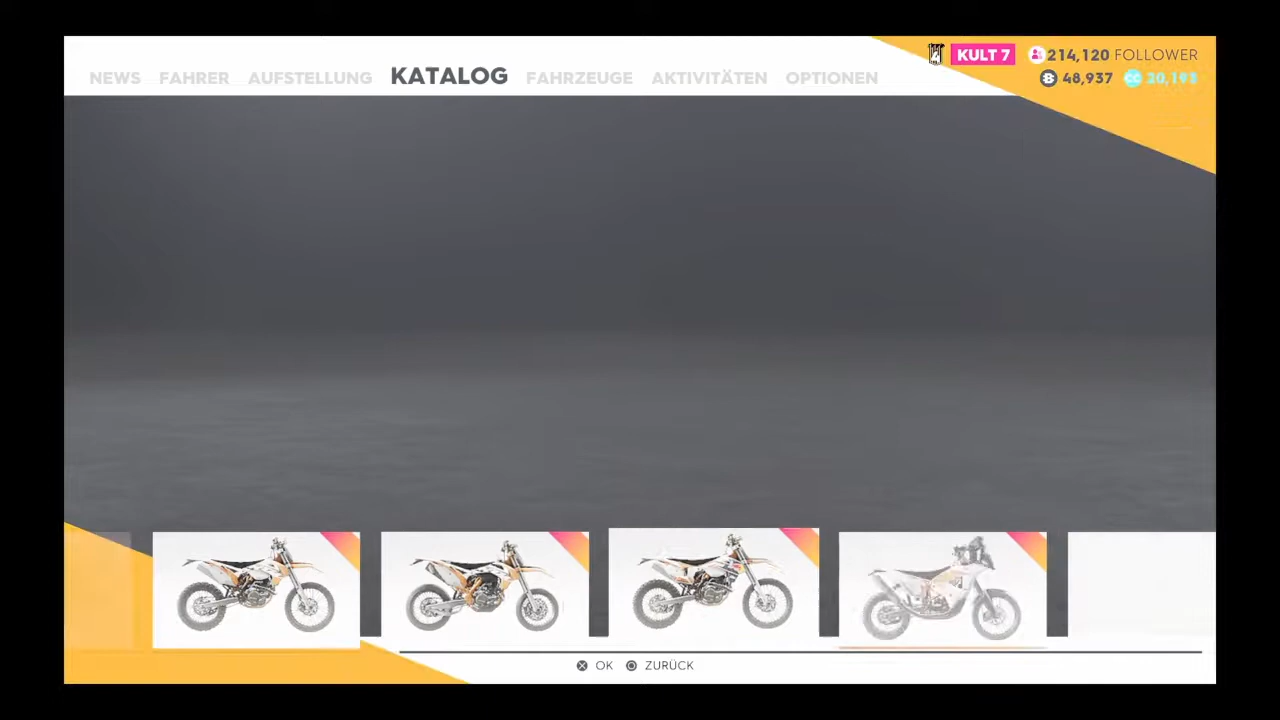 KULT 7 214,120 FOLLOWER
NEWS FAHRER AUFSTELLUNG KATALOG FAHRZEUGE AKTIVITÄTEN OPTIONEN
48,937
OK ZURÜCK